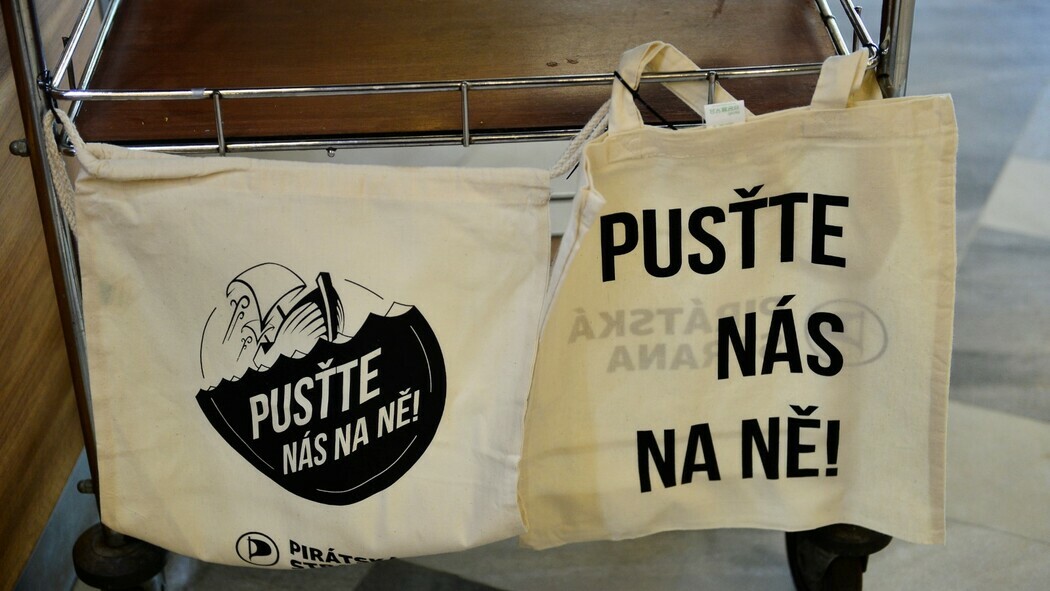 PUSŤTE
NÁS NA NĚ!
PIRÁTSKÁ
PUSŤTE
NÁS
NA NĚ!